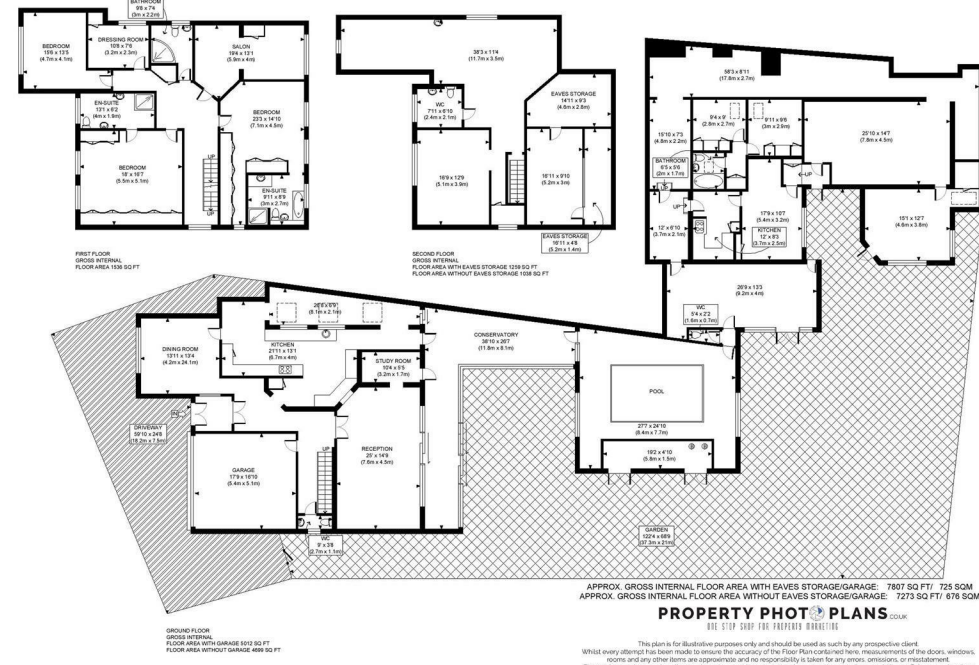 BATHROOM
9'8 x 7'4
(3m x 2.2m)
BEDROOM
15'6 x 13'5
(4.7m x 4.1m)
DRESSING ROOM
10'8 x 7'6
(3.2m x 2.3m)
SALON
19'4 x 13'1
(5.9m x 4m)
EN-SUITE
13'1 x 6'2
(4m x 1.9m)
BEDROOM
23'3 x 14'10
(7.1m x 4.5m)
BEDROOM
18' x 16'7
(5.5m x 5.1m)
UP
UP
EN-SUITE
9'11 x 8'9
(3m x 2.7m)
FIRST FLOOR
GROSS INTERNAL
FLOOR AREA 1536 SQ FT
38'3 x 11'4
(11.7m x 3.5m)
WC
7'11 x 6'10
(2.4m x 2.1m)
EAVES STORAGE
14'11 x 9'3
(4.6m x 2.8m)
16'9 x 12'9
(5.1m x 3.9m)
16'11 x 9'10
(5.2m x 3m)
EAVES STORAGE
16'11 x 4'8
(5.2m x 1.4m)
SECOND FLOOR
GROSS INTERNAL
FLOOR AREA WITH EAVES STORAGE 1259 SQ FT
FLOOR AREA WITHOUT EAVES STORAGE 1038 SQ FT
58'3 x 8'11
(17.8m x 2.7m)
9'4 x 9'
(2.8m x 2.7m)
9'11 x 9'8
(3m x 2.9m)
25'10 x 14'7
(7.8m x 4.5m)
15'10 x 7'3
(4.8m x 2.2m)
BATHROOM
6'5 x 5'6
(2m x 1.7m)
UP
UP
UP
12' x 6'10
(3.7m x 2.1m)
17'9 x 10'7
(5.4m x 3.2m)
KITCHEN
12' x 8'3
(3.7m x 2.5m)
15'1 x 12'7
(4.6m x 3.8m)
26'9 x 13'3
(9.2m x 4m)
WC
5'4 x 2'2
(1.6m x 0.7m)
26'6 x 6'9
(8.1m x 2.1m)
DINING ROOM
13'11 x 13'4
(4.2m x 24.1m)
KITCHEN
21'11 x 13'1
(6.7m x 4m)
CONSERVATORY
38'10 x 26'7
(11.8m x 8.1m)
STUDY ROOM
10'4 x 5'5
(3.2m x 1.7m)
POOL
27'7 x 24'10
(8.4m x 7.7m)
19'2 x 4'10
(5.8m x 1.5m)
IN
DRIVEWAY
59'10 x 24'8
(18.2m x 7.5m)
UP
RECEPTION
25' x 14'9
(7.6m x 4.5m)
GARAGE
17'9 x 16'10
(5.4m x 5.1m)
WC
9' x 3'8
(2.7m x 1.1m)
GARDEN
122'4 x 68'9
(37.3m x 21m)
GROUND FLOOR
GROSS INTERNAL
FLOOR AREA WITH GARAGE 5012 SQ FT
FLOOR AREA WITHOUT GARAGE 4699 SQ FT
APPROX. GROSS INTERNAL FLOOR AREA WITH EAVES STORAGE/GARAGE: 7807 SQ FT/ 725 SQM
APPROX. GROSS INTERNAL FLOOR AREA WITHOUT EAVES STORAGE/GARAGE: 7273 SQ FT/ 676 SQM
PROPERTY PHOTO PLANS.CO.UK
ONE STOP SHOP FOR PROPERTY MARKETING
This plan is for illustrative purposes only and should be used as such by any prospective client.
Whilst every attempt has been made to ensure the accuracy of the Floor Plan contained here, measurements of the doors, windows,
rooms and any other items are approximate and no responsibility is taken for any errors, omissions, or misstatement.